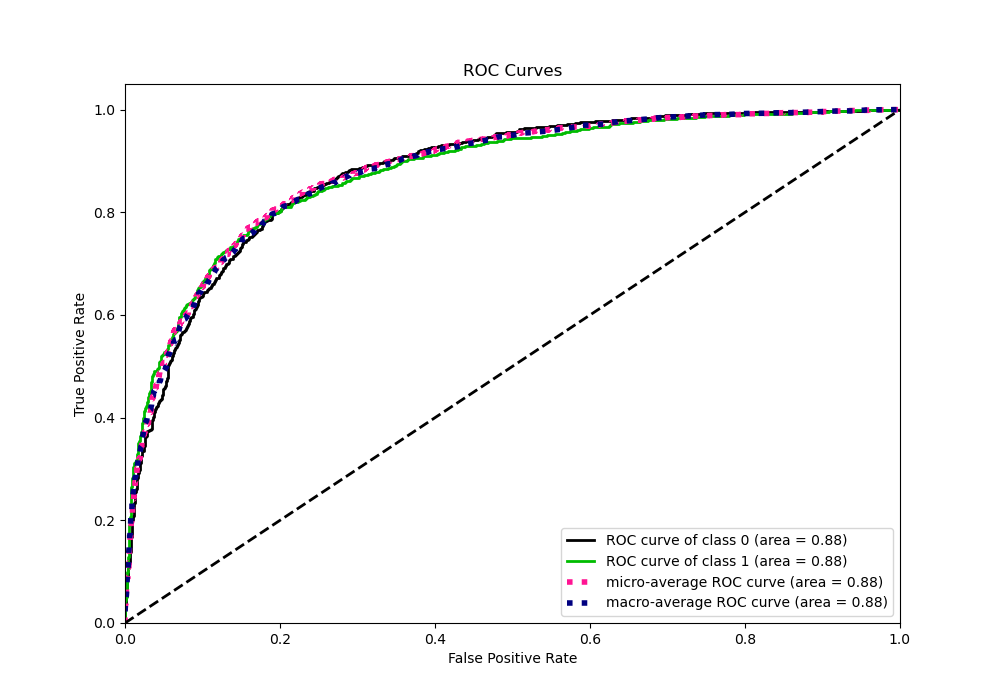 ROC Curves
True Positive Rate
1.0
0.8
0.6
0.4
0.2
0.0
ROC curve of class 0 (area = 0.88)
ROC curve of class 1 (area = 0.88)
micro-average ROC curve (area = 0.88)
macro-average ROC curve (area = 0.88)
0.0 0.2 0.4 0.6 0.8 1.0
False Positive Rate